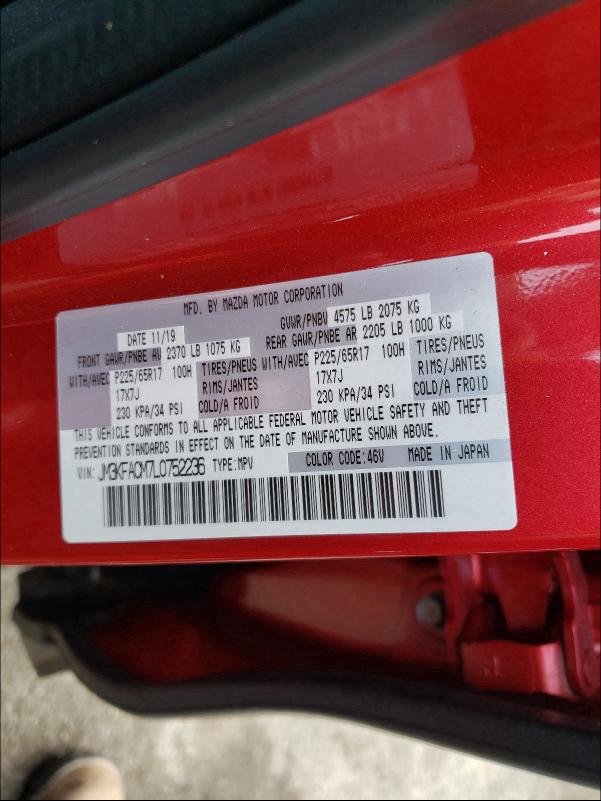 MFD. BY MAZDA MOTOR CORPORATION
DATE 11/19 GVWR/PNBV 4575 LB 2075 KG
FRONT GAWR/PNBE AV 2370 LB 1075 KG REAR GAWR/PNBE AR 2205 LB 1000 KG
WITH/AVEC P225/65R17 100H TIRES/PNEUS WITH/AVEC P225/65R17 100H TIRES/PNEUS
17X7J RIMS/JANTES 17X7J RIMS/JANTES
230 KPA/34 PSI COLD/A FROID 230 KPA/34 PSI COLD/A FROID
THIS VEHICLE CONFORMS TO ALL APPLICABLE FEDERAL MOTOR VEHICLE SAFETY AND THEFT
PREVENTION STANDARDS IN EFFECT ON THE DATE OF MANUFACTURE SHOWN ABOVE.
VIN: JM3KFACM7L0752236 TYPE:MPV COLOR CODE:46V MADE IN JAPAN